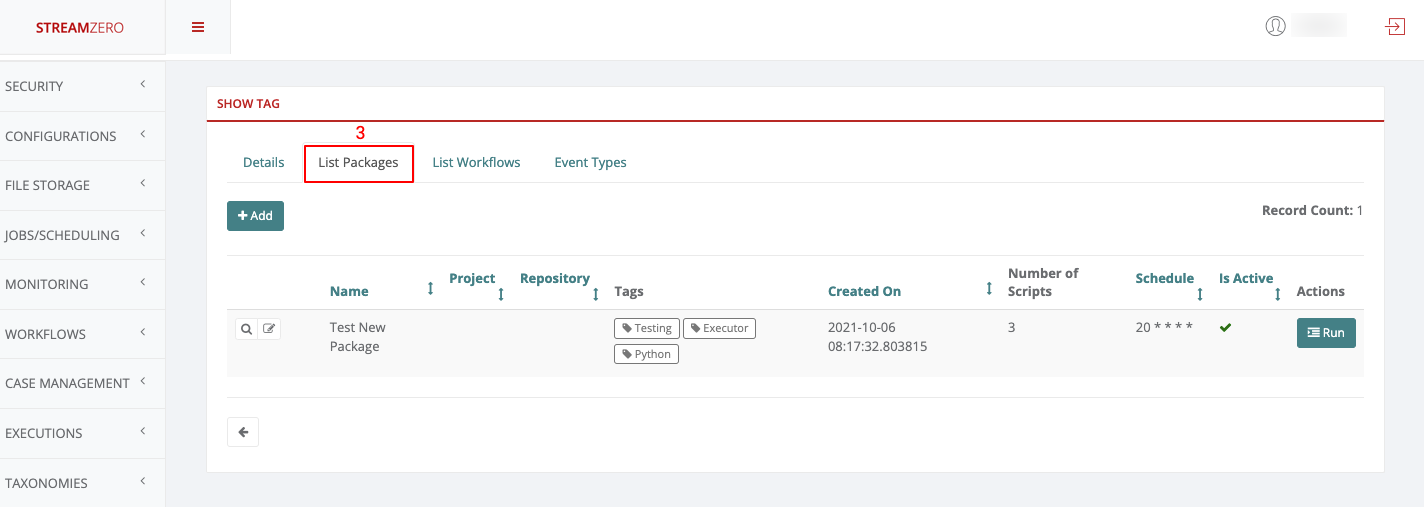 STREAMZERO
SECURITY
CONFIGURATIONS
FILE STORAGE
JOBS/SCHEDULING
MONITORING
WORKFLOWS
CASE MANAGEMENT
EXECUTIONS
TAXONOMIES
SHOW TAG
3
Details List Packages List Workflows Event Types
Add
Record Count: 1
Name Project Repository Tags Created On Number of Scripts Schedule Is Active Actions
Test New Package Testing Executor Python 2021-10-06 08:17:32.803815 3 20 * * * * Run